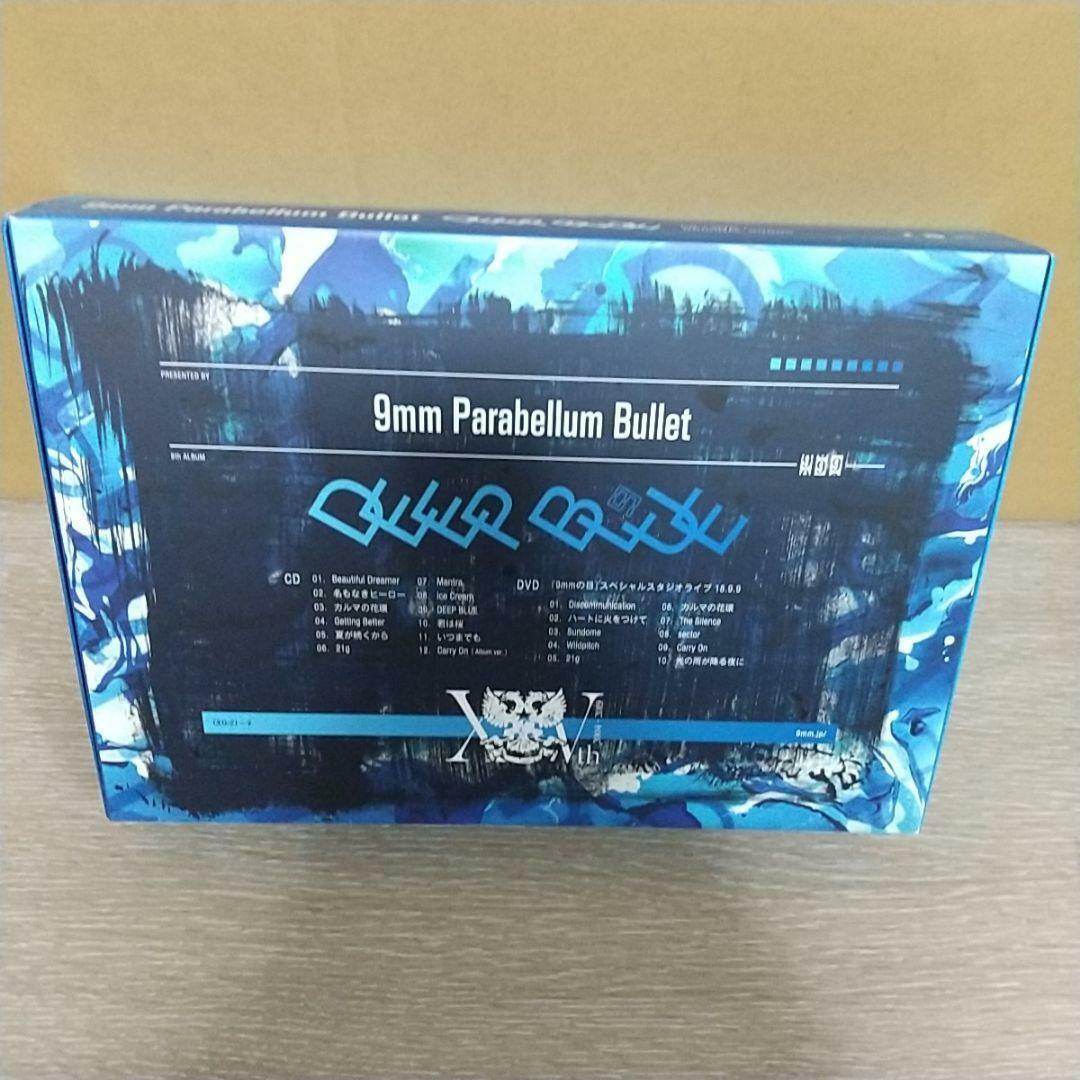 9mm Parabellum Bullet DEEP BLUE
PRESENTED BY
9mm Parabellum Bullet
8th ALBUM
DEEP BLUE
CD
01. Beautiful Dreamer
02. 名もなきヒーロー
03. カルマの花環
04. Getting Better
05. 夏が続くから
06. 21g
07. Mantra
08. Ice Cream
09. DEEP BLUE
10. 君は桜
11. いつまでも
12. Carry On (Album ver.)
DVD 「9mmの日」スペシャルスタジオライブ 18.9.9
01. Discommunication
02. ハートに火をつけて
03. Sundome
04. Wildpitch
05. 21g
06. カルマの花環
07. The Silence
08. sector
09. Carry On
10. 光の雨が降る夜に
XVth
9mm.jp/